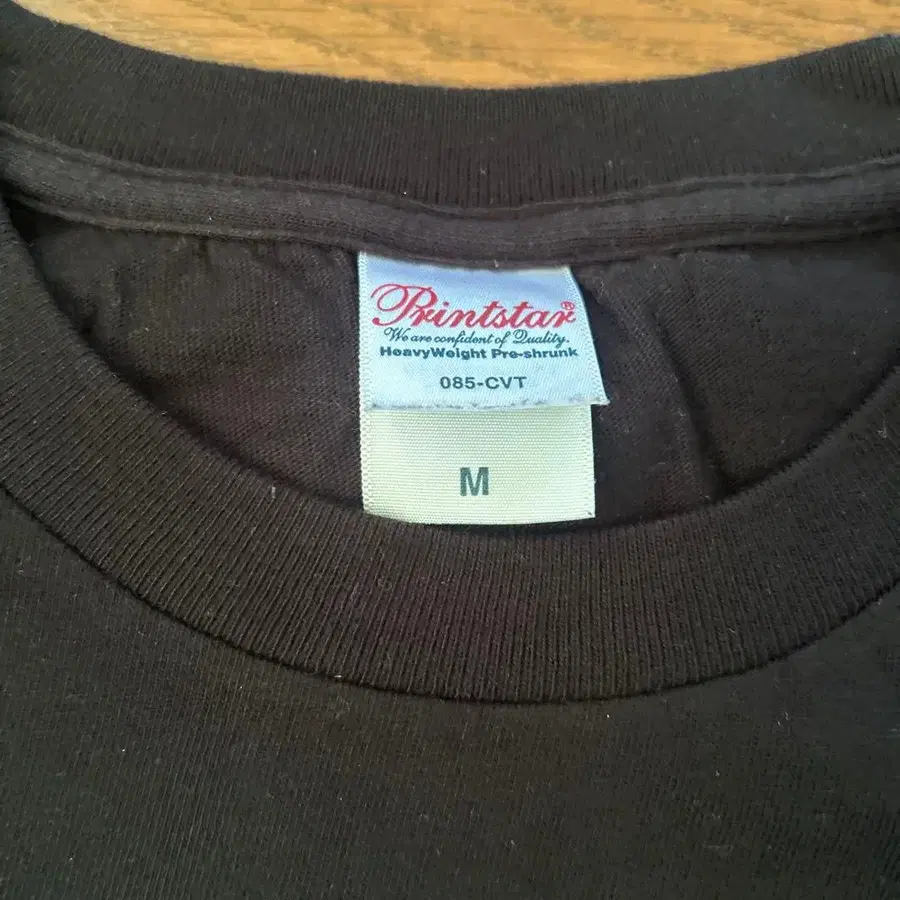 Printstar®
We are confident of Quality.
HeavyWeight Pre-shrunk
085-CVT
M